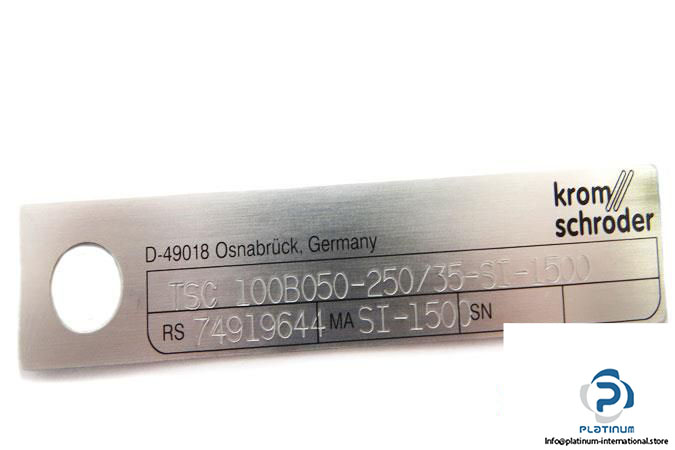 krom
schroder
D-49018 Osnabrück, Germany
TSC 100B050-250/35-SI-1500
RS 74919644 MA SI-1500 SN
PLATINUM
Info@platinum-international.store